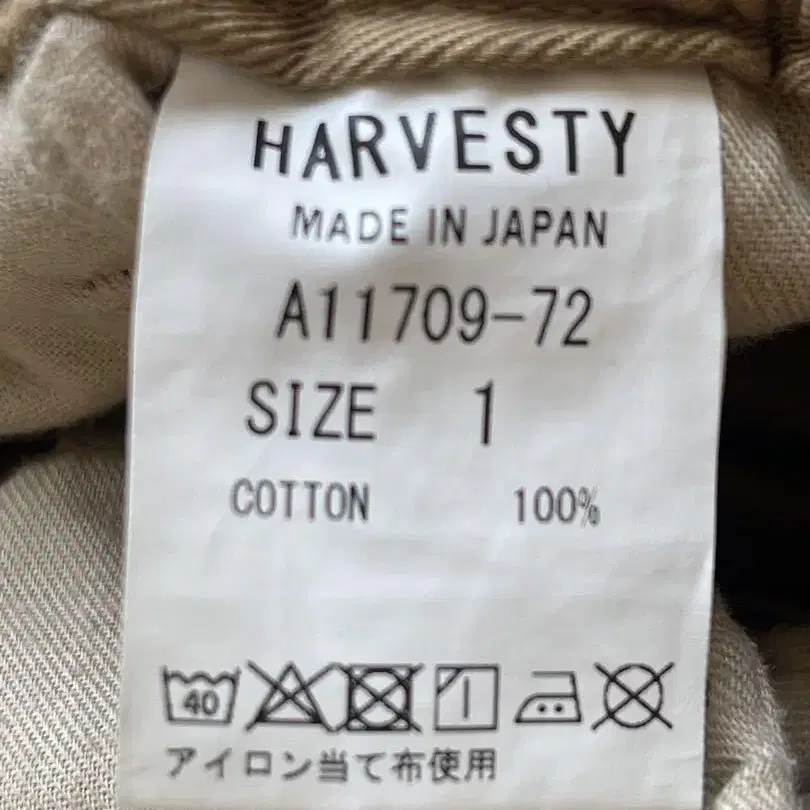 HARVESTY
MADE IN JAPAN
A11709-72
SIZE 1
COTTON 100%
40
アイロン当て布使用